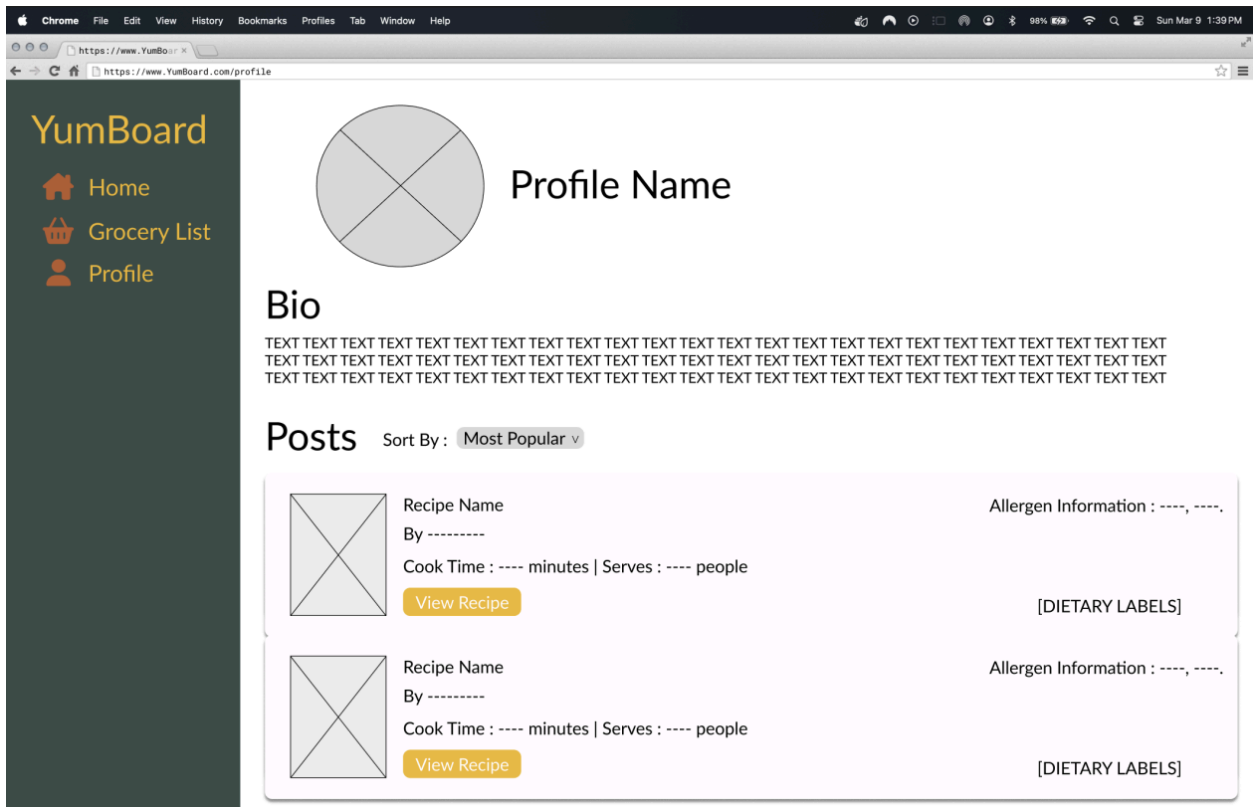 Chrome File Edit View History Bookmarks Profiles Tab Window Help 98% Sun Mar 9 1:39 PM
https://www.YumBoar
https://www.YumBoard.com/profile
YumBoard
Home
Grocery List
Profile
Profile Name
Bio
TEXT TEXT TEXT TEXT TEXT TEXT TEXT TEXT TEXT TEXT TEXT TEXT TEXT TEXT TEXT TEXT TEXT TEXT TEXT TEXT TEXT TEXT TEXT TEXT
TEXT TEXT TEXT TEXT TEXT TEXT TEXT TEXT TEXT TEXT TEXT TEXT TEXT TEXT TEXT TEXT TEXT TEXT TEXT TEXT TEXT TEXT TEXT TEXT
TEXT TEXT TEXT TEXT TEXT TEXT TEXT TEXT TEXT TEXT TEXT TEXT TEXT TEXT TEXT TEXT TEXT TEXT TEXT TEXT TEXT TEXT TEXT TEXT
Posts Sort By : Most Popular v
Recipe Name Allergen Information : ----, ----.
By ---------
Cook Time : ---- minutes | Serves : ---- people
View Recipe [DIETARY LABELS]
Recipe Name Allergen Information : ----, ----.
By ---------
Cook Time : ---- minutes | Serves : ---- people
View Recipe [DIETARY LABELS]